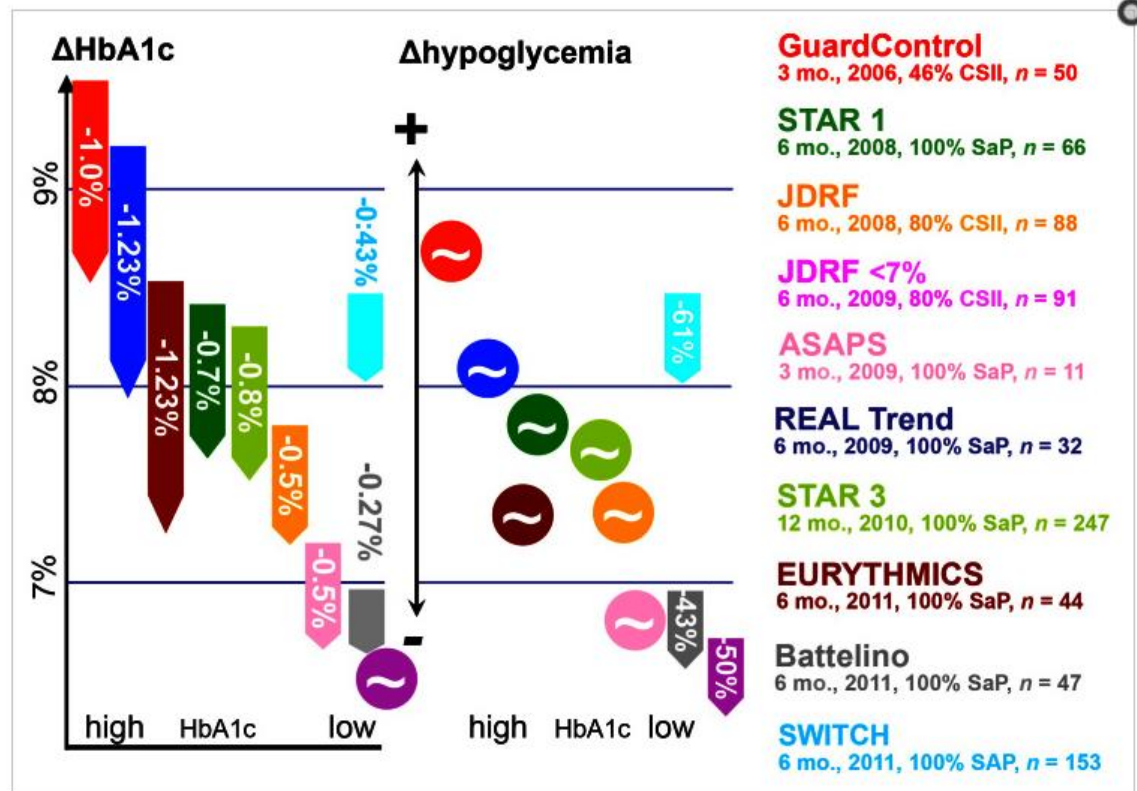 ΔHbA1c
Δhypoglycemia
+
-
9%
8%
7%
-1.0%
-1.23%
-1.23%
-0.7%
-0.8%
-0.5%
-0.5%
-0:43%
-0.27%
~
~
~
~
~
~
~
~
-61%
-43%
-50%
high HbA1c low
high HbA1c low
GuardControl
3 mo., 2006, 46% CSII, n = 50
STAR 1
6 mo., 2008, 100% SaP, n = 66
JDRF
6 mo., 2008, 80% CSII, n = 88
JDRF <7%
6 mo., 2009, 80% CSII, n = 91
ASAPS
3 mo., 2009, 100% SaP, n = 11
REAL Trend
6 mo., 2009, 100% SaP, n = 32
STAR 3
12 mo., 2010, 100% SaP, n = 247
EURYTHMICS
6 mo., 2011, 100% SaP, n = 44
Battelino
6 mo., 2011, 100% SaP, n = 47
SWITCH
6 mo., 2011, 100% SAP, n = 153